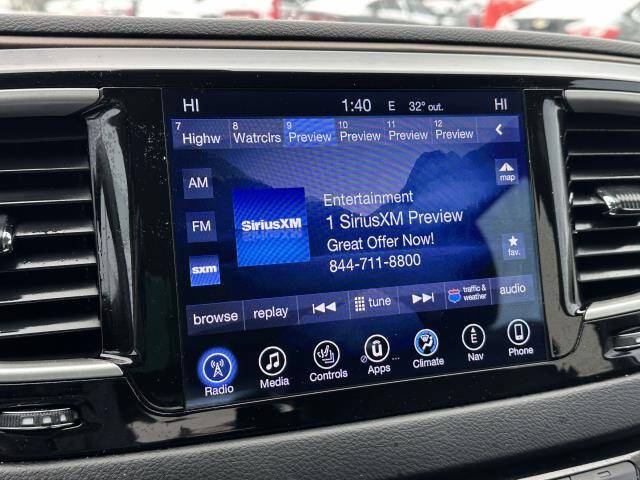 HI 1:40 E 32° out. HI
7 Highw 8 Watrclrs 9 Preview 10 Preview 11 Preview 12 Preview <
AM
map
Entertainment
SiriusXM
1 SiriusXM Preview
FM
Great Offer Now!
fav.
sxm
844-711-8800
browse replay tune traffic & weather audio
Radio Media Controls Apps ... Climate E Nav Phone